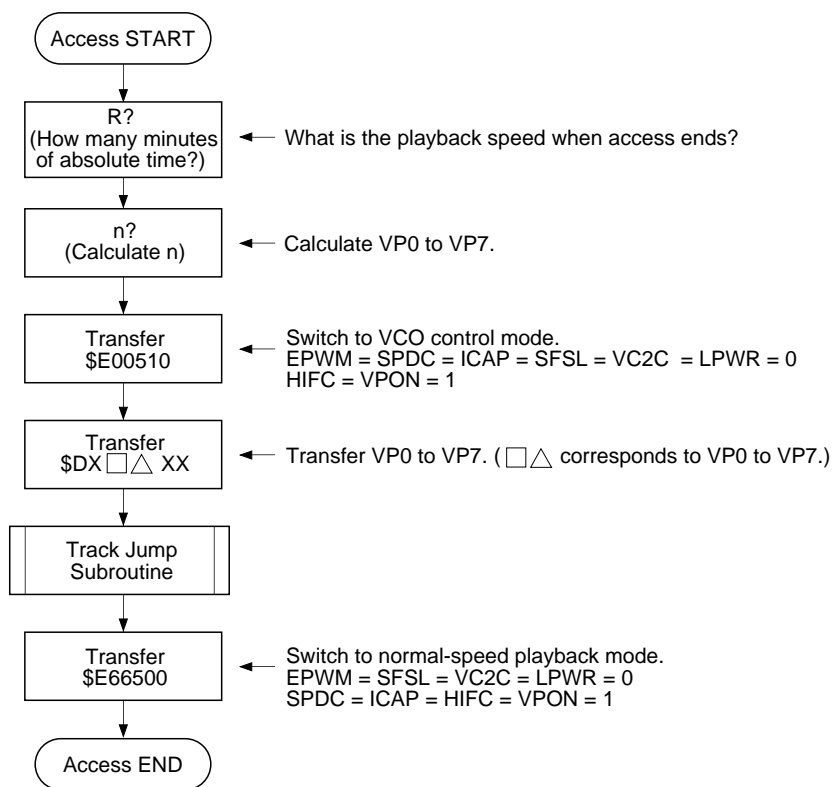 Access START
R?
(How many minutes
of absolute time?)
What is the playback speed when access ends?
n?
(Calculate n)
Calculate VP0 to VP7.
Transfer
$E00510
Switch to VCO control mode.
EPWM = SPDC = ICAP = SFSL = VC2C = LPWR = 0
HIFC = VPON = 1
Transfer
$DX □△ XX
Transfer VP0 to VP7. ( □△ corresponds to VP0 to VP7.)
Track Jump
Subroutine
Transfer
$E66500
Switch to normal-speed playback mode.
EPWM = SFSL = VC2C = LPWR = 0
SPDC = ICAP = HIFC = VPON = 1
Access END